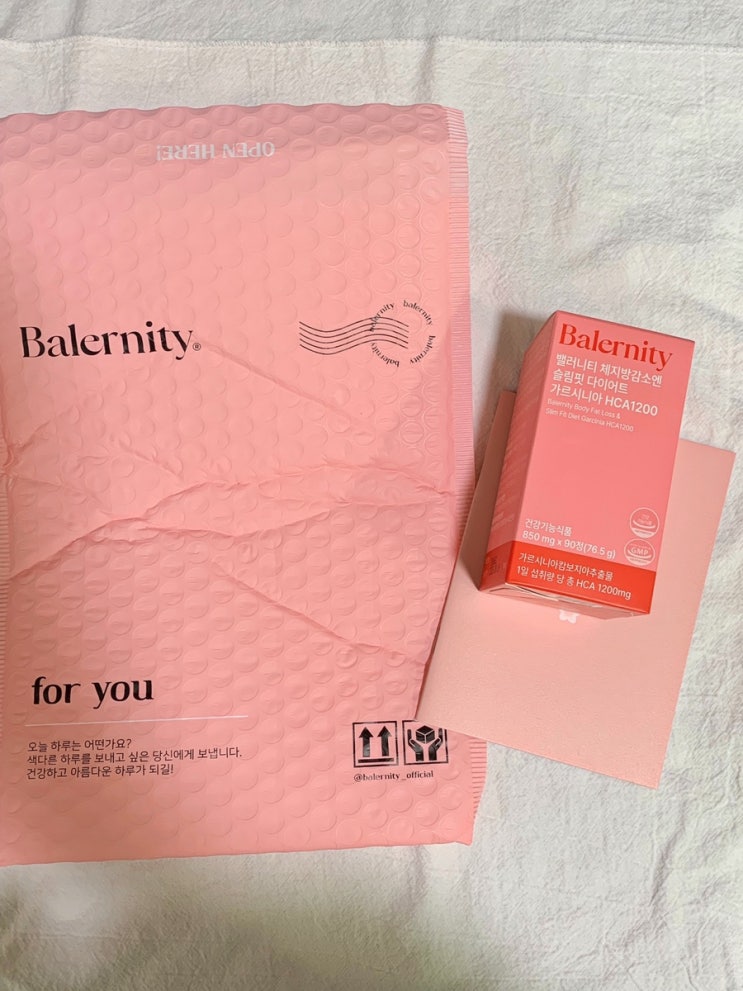 OPEN HERE!
Balernity®
balernity balernity balernity balernity
for you
오늘 하루는 어떤가요?
색다른 하루를 보내고 싶은 당신에게 보냅니다.
건강하고 아름다운 하루가 되길!
@balernity_official
Balernity
밸러니티 체지방감소엔
슬림핏 다이어트
가르시니아 HCA1200
Balernity Body Fat Loss &
Slim Fit Diet Garcinia HCA1200
건강기능식품
850 mg x 90정(76.5 g)
GMP
가르시니아캄보지아추출물
1일 섭취량 당 총 HCA 1200mg